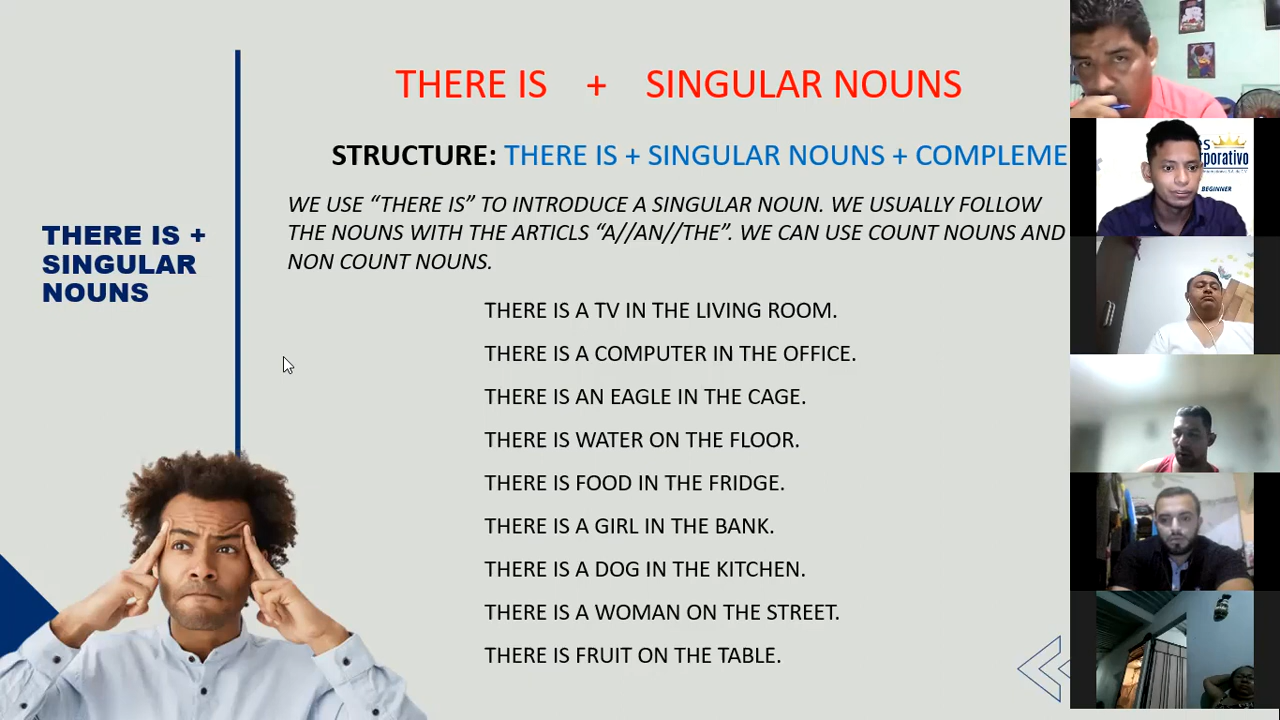 THERE IS + SINGULAR NOUNS
STRUCTURE: THERE IS + SINGULAR NOUNS + COMPLEME
WE USE “THERE IS” TO INTRODUCE A SINGULAR NOUN. WE USUALLY FOLLOW
THE NOUNS WITH THE ARTICLS “A//AN//THE”. WE CAN USE COUNT NOUNS AND
NON COUNT NOUNS.
THERE IS +
SINGULAR
NOUNS
THERE IS A TV IN THE LIVING ROOM.
THERE IS A COMPUTER IN THE OFFICE.
THERE IS AN EAGLE IN THE CAGE.
THERE IS WATER ON THE FLOOR.
THERE IS FOOD IN THE FRIDGE.
THERE IS A GIRL IN THE BANK.
THERE IS A DOG IN THE KITCHEN.
THERE IS A WOMAN ON THE STREET.
THERE IS FRUIT ON THE TABLE.
és
rporativo
BEGINNER